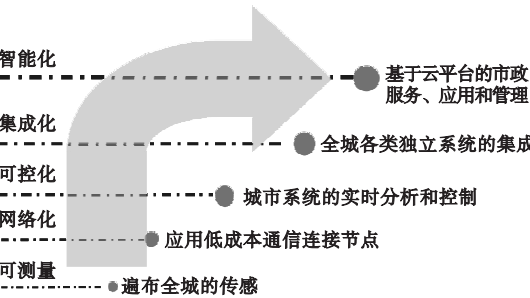 智能化
基于云平台的市政
服务、应用和管理
集成化
全城各类独立系统的集成
可控化
城市系统的实时分析和控制
网络化
应用低成本通信连接节点
可测量
遍布全城的传感